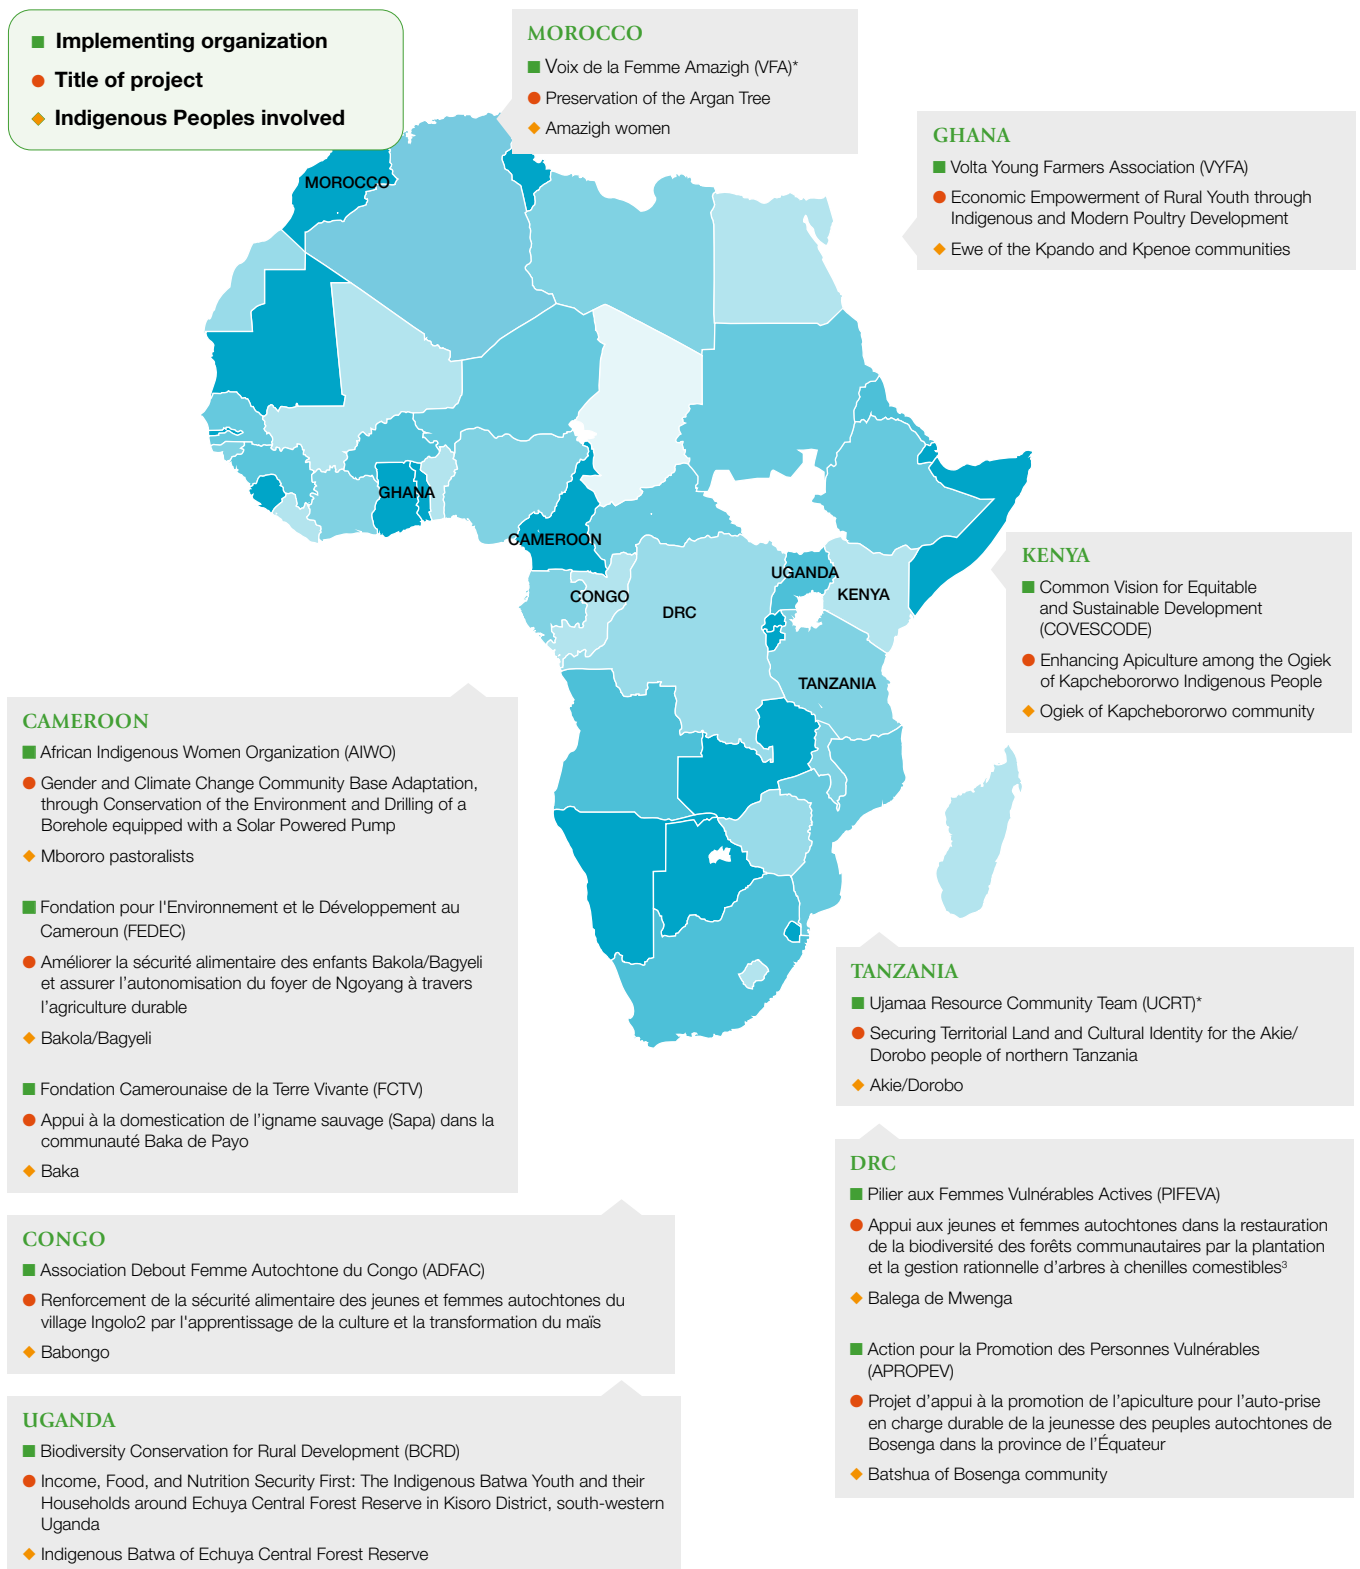 Implementing organization
Title of project
Indigenous Peoples involved
MOROCCO
Voix de la Femme Amazigh (VFA)*
Preservation of the Argan Tree
Amazigh women
GHANA
Volta Young Farmers Association (VYFA)
Economic Empowerment of Rural Youth through
Indigenous and Modern Poultry Development
Ewe of the Kpando and Kpenoe communities
MOROCCO
GHANA
CAMEROON
CONGO
DRC
UGANDA
KENYA
TANZANIA
KENYA
Common Vision for Equitable
and Sustainable Development
(COVESCODE)
Enhancing Apiculture among the Ogiek
of Kapchebororwo Indigenous People
Ogiek of Kapchebororwo community
CAMEROON
African Indigenous Women Organization (AIWO)
Gender and Climate Change Community Base Adaptation,
through Conservation of the Environment and Drilling of a
Borehole equipped with a Solar Powered Pump
Mbororo pastoralists
Fondation pour l'Environnement et le Développement au
Cameroun (FEDEC)
Améliorer la sécurité alimentaire des enfants Bakola/Bagyeli
et assurer l’autonomisation du foyer de Ngoyang à travers
l’agriculture durable
Bakola/Bagyeli
Fondation Camerounaise de la Terre Vivante (FCTV)
Appui à la domestication de l’igname sauvage (Sapa) dans la
communauté Baka de Payo
Baka
TANZANIA
Ujamaa Resource Community Team (UCRT)*
Securing Territorial Land and Cultural Identity for the Akie/
Dorobo people of northern Tanzania
Akie/Dorobo
DRC
Pilier aux Femmes Vulnérables Actives (PIFEVA)
Appui aux jeunes et femmes autochtones dans la restauration
de la biodiversité des forêts communautaires par la plantation
et la gestion rationnelle d’arbres à chenilles comestibles³
Balega de Mwenga
Action pour la Promotion des Personnes Vulnérables
(APROPEV)
Projet d’appui à la promotion de l’apiculture pour l’auto-prise
en charge durable de la jeunesse des peuples autochtones de
Bosenga dans la province de l’Équateur
Batshua of Bosenga community
CONGO
Association Debout Femme Autochtone du Congo (ADFAC)
Renforcement de la sécurité alimentaire des jeunes et femmes autochtones du
village Ingolo2 par l'apprentissage de la culture et la transformation du maïs
Babongo
UGANDA
Biodiversity Conservation for Rural Development (BCRD)
Income, Food, and Nutrition Security First: The Indigenous Batwa Youth and their
Households around Echuya Central Forest Reserve in Kisoro District, south-western
Uganda
Indigenous Batwa of Echuya Central Forest Reserve